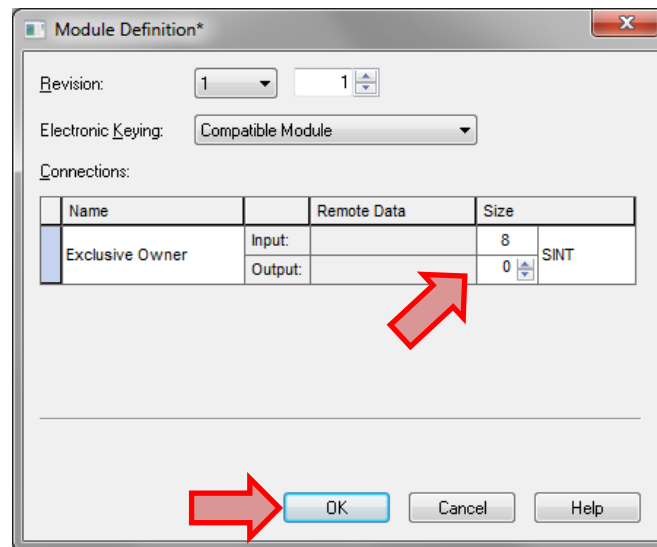 Module Definition*
Revision: 1 1
Electronic Keying: Compatible Module
Connections:
Name Remote Data Size
Exclusive Owner Input: 8 SINT
Output: 0
OK Cancel Help